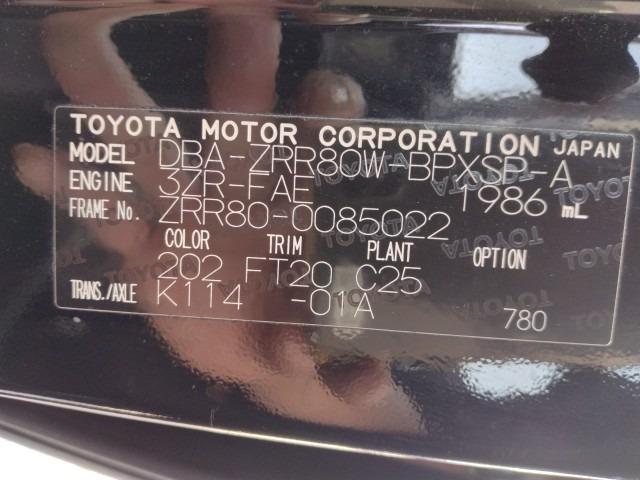 TOYOTA MOTOR CORPORATION JAPAN
MODEL DBA-ZRR80W-BPXSP-A
ENGINE 3ZR-FAE 1986 mL
FRAME No. ZRR80-0085022
COLOR TRIM PLANT OPTION
202 FT20 C25
TRANS./AXLE K114 -01A
780